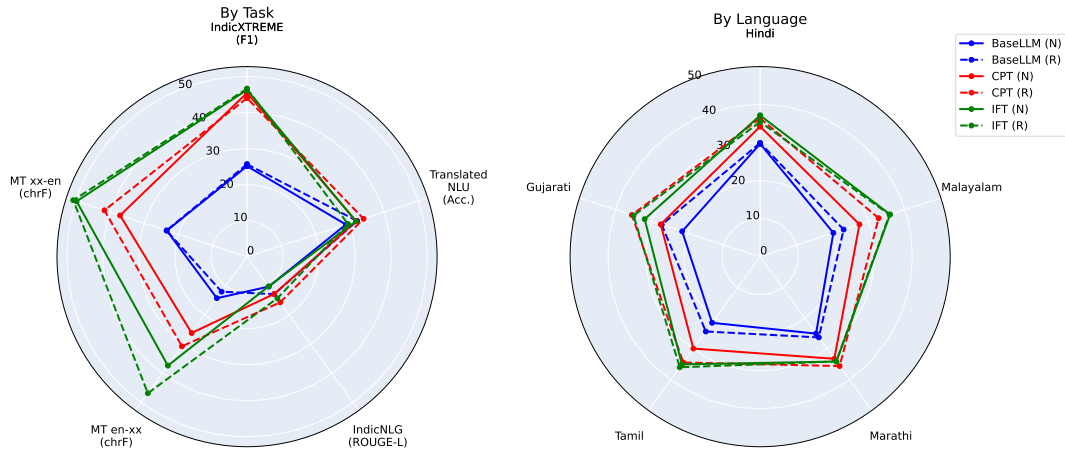 By Task
IndicXTREME
(F1)
50
40
30
20
10
0
Translated
NLU
(Acc.)
MT xx-en
(chrF)
MT en-xx
(chrF)
IndicNLG
(ROUGE-L)
By Language
Hindi
50
40
30
20
10
0
Gujarati
Malayalam
Tamil
Marathi
BaseLLM (N)
BaseLLM (R)
CPT (N)
CPT (R)
IFT (N)
IFT (R)